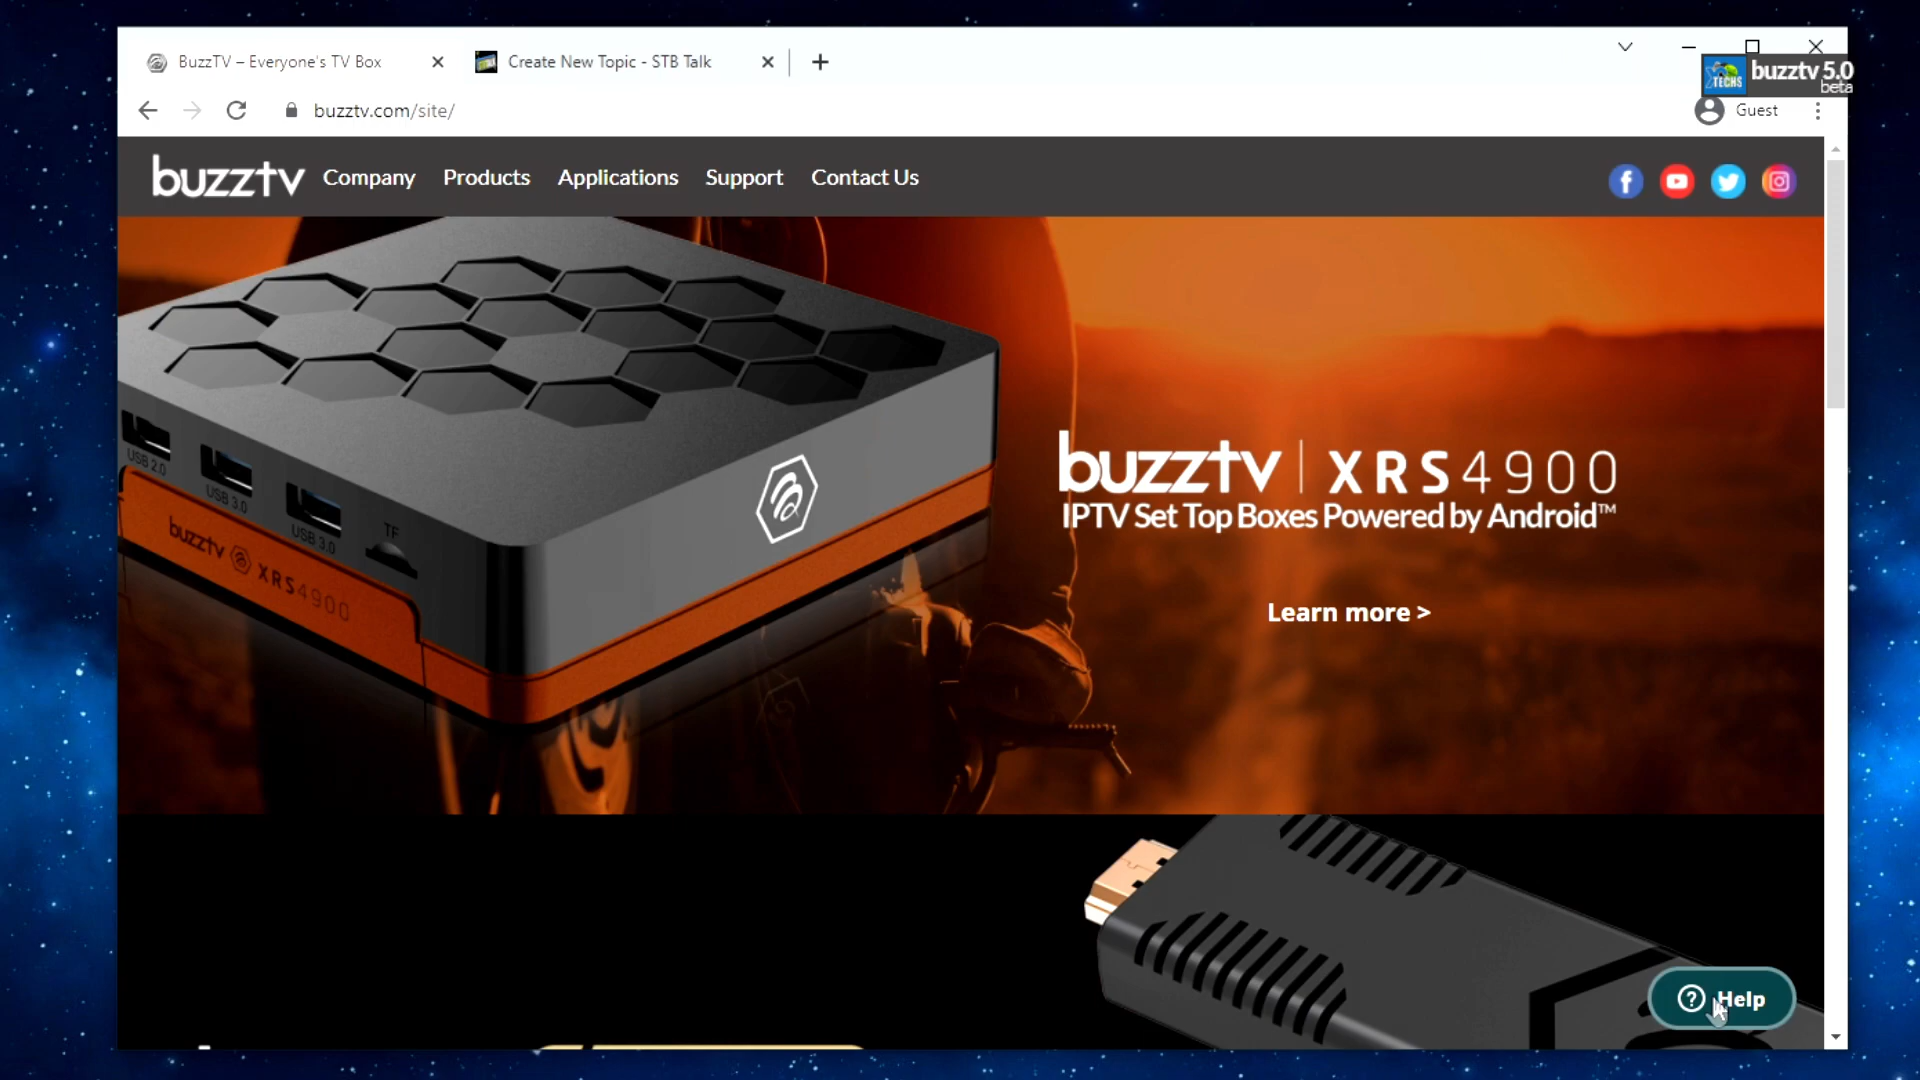 BuzzTV – Everyone's TV Box
Create New Topic - STB Talk
TECHS
buzztv 5.0
beta
buzztv.com/site/
Guest
buzztv Company Products Applications Support Contact Us
USB 2.0
USB 3.0
USB 3.0
TF
buzztv XRS4900
buzztv | XRS4900
IPTV Set Top Boxes Powered by Android™
Learn more >
Help